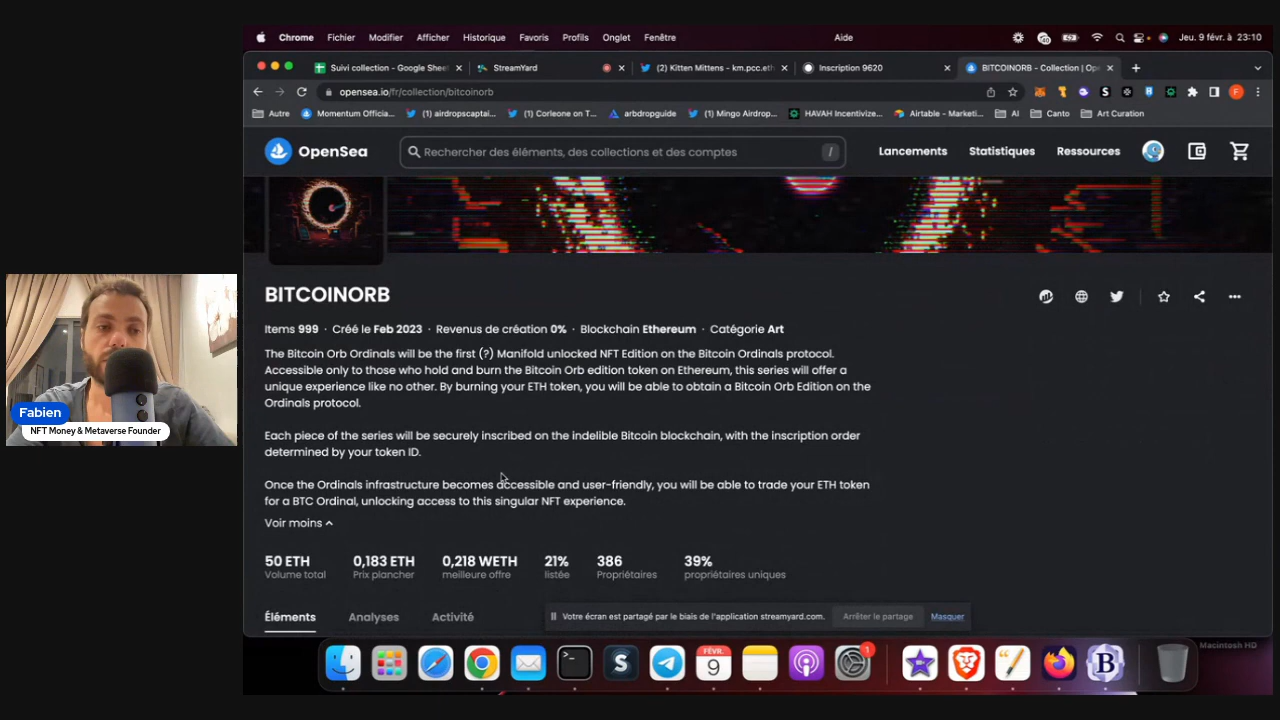 Chrome Fichier Modifier Afficher Historique Favoris Profils Onglet Fenêtre Aide Jeu. 9 févr à 23:10
Suivi collection - Google Sheet StreamYard (2) Kitten Mittens - km.pcc.eth Inscription 9620 BITCOINORB - Collection | Ope
opensea.io/fr/collection/bitcoinorb
Autre Momentum Officia... (1) airdropscaptai... (1) Corleone on T... arbdropguide (1) Mingo Airdrop... HAVAH Incentivize... Airtable - Marketi... AI Canto Art Curation
OpenSea Rechercher des éléments, des collections et des comptes / Lancements Statistiques Ressources
BITCOINORB
Items 999 · Créé le Feb 2023 · Revenus de création 0% · Blockchain Ethereum · Catégorie Art
The Bitcoin Orb Ordinals will be the first (?) Manifold unlocked NFT Edition on the Bitcoin Ordinals protocol.
Accessible only to those who hold and burn the Bitcoin Orb edition token on Ethereum, this series will offer a
unique experience like no other. By burning your ETH token, you will be able to obtain a Bitcoin Orb Edition on the
Ordinals protocol.
Each piece of the series will be securely inscribed on the indelible Bitcoin blockchain, with the inscription order
determined by your token ID.
Once the Ordinals infrastructure becomes accessible and user-friendly, you will be able to trade your ETH token
for a BTC Ordinal, unlocking access to this singular NFT experience.
Voir moins
50 ETH 0,183 ETH 0,218 WETH 21% 386 39%
Volume total Prix plancher meilleure offre listée Propriétaires propriétaires uniques
Éléments Analyses Activité
Votre écran est partagé par le biais de l'application streamyard.com. Arrêter le partage Masquer
Fabien
NFT Money & Metaverse Founder
FÉVR.
9
1
Macintosh HD